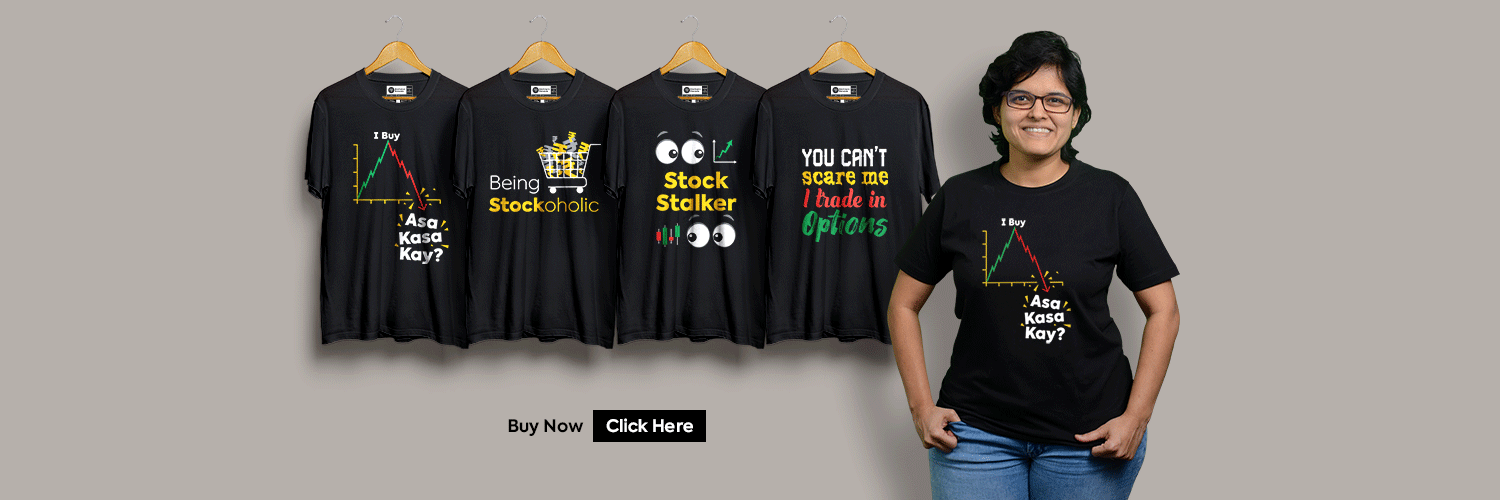 I Buy
Asa
Kasa
Kay?
Being
Stockoholic
Stock
Stalker
YOU CAN'T
scare me
I trade in
Options
I Buy
Asa
Kasa
Kay?
Buy Now Click Here